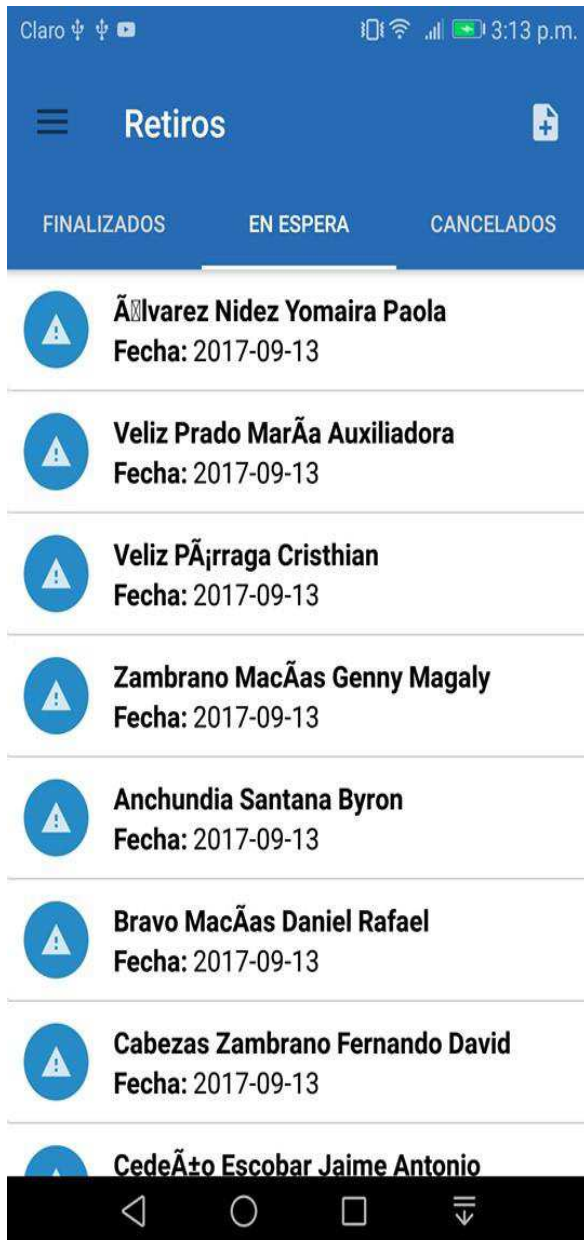 Claro 3:13 p.m.
Retiros
FINALIZADOS EN ESPERA CANCELADOS
Ã�lvarez Nidez Yomaira Paola
Fecha: 2017-09-13
Veliz Prado MarÃa Auxiliadora
Fecha: 2017-09-13
Veliz PÃ¡rraga Cristhian
Fecha: 2017-09-13
Zambrano MacÃas Genny Magaly
Fecha: 2017-09-13
Anchundia Santana Byron
Fecha: 2017-09-13
Bravo MacÃas Daniel Rafael
Fecha: 2017-09-13
Cabezas Zambrano Fernando David
Fecha: 2017-09-13
CedeÃ±o Escobar Jaime Antonio